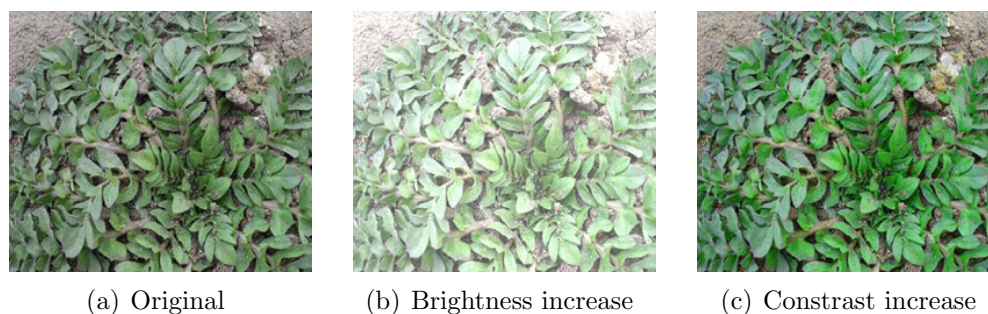 (a) Original
(b) Brightness increase
(c) Constrast increase